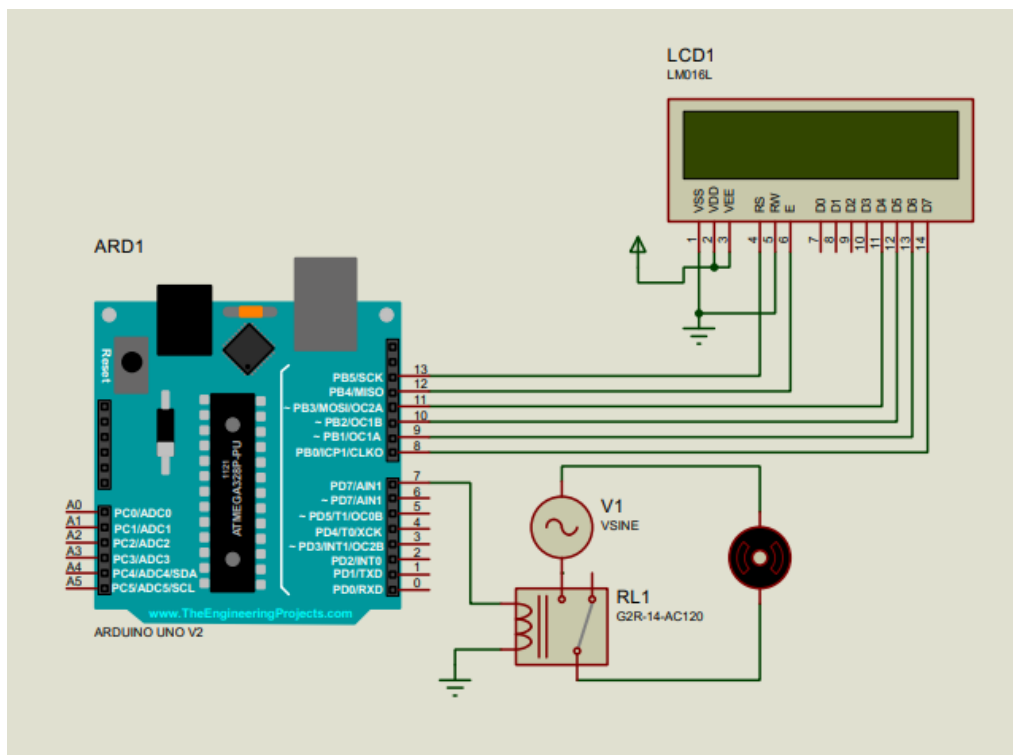 LCD1
LM016L
VSS
VDD
VEE
RS
RW
E
D0
D1
D2
D3
D4
D5
D6
D7
1
2
3
4
5
6
7
8
9
10
11
12
13
14
ARD1
Reset
1121
ATMEGA328P-PU
PB5/SCK 13
PB4/MISO 12
~ PB3/MOSI/OC2A 11
~ PB2/OC1B 10
~ PB1/OC1A 9
PB0/ICP1/CLKO 8
PD7/AIN1 7
~ PD7/AIN1 6
~ PD5/T1/OC0B 5
PD4/T0/XCK 4
~ PD3/INT1/OC2B 3
PD2/INT0 2
PD1/TXD 1
PD0/RXD 0
A0 PC0/ADC0
A1 PC1/ADC1
A2 PC2/ADC2
A3 PC3/ADC3
A4 PC4/ADC4/SDA
A5 PC5/ADC5/SCL
www.TheEngineeringProjects.com
ARDUINO UNO V2
V1
VSINE
RL1
G2R-14-AC120